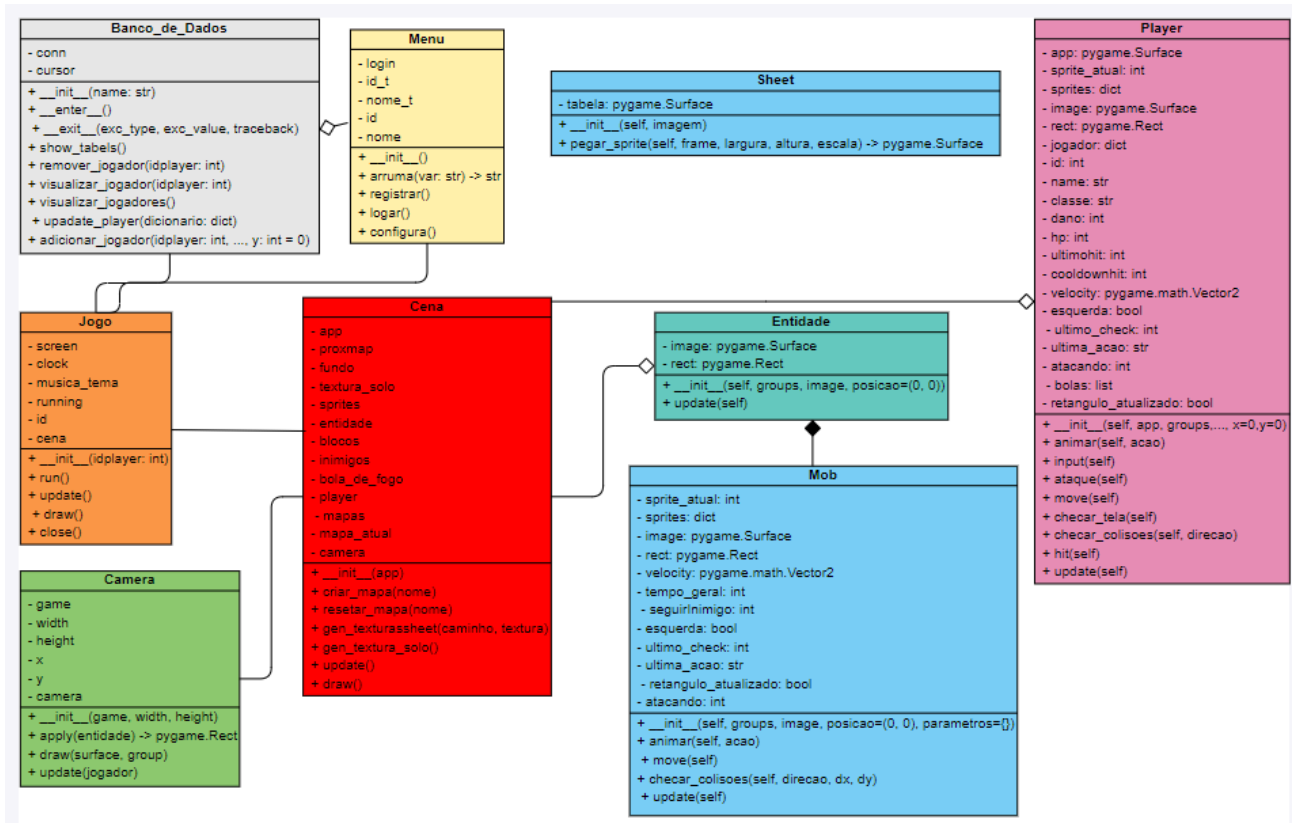 Banco_de_Dados
- conn
- cursor
+ __init__(name: str)
+ __enter__()
+ __exit__(exc_type, exc_value, traceback)
+ show_tabels()
+ remover_jogador(idplayer: int)
+ visualizar_jogador(idplayer: int)
+ visualizar_jogadores()
+ upadate_player(dicionario: dict)
+ adicionar_jogador(idplayer: int, ..., y: int = 0)
Menu
- login
- id_t
- nome_t
- id
- nome
+ __init__()
+ arruma(var: str) -> str
+ registrar()
+ logar()
+ configura()
Sheet
- tabela: pygame.Surface
+ __init__(self, imagem)
+ pegar_sprite(self, frame, largura, altura, escala) -> pygame.Surface
Player
- app: pygame.Surface
- sprite_atual: int
- sprites: dict
- image: pygame.Surface
- rect: pygame.Rect
- jogador: dict
- id: int
- name: str
- classe: str
- dano: int
- hp: int
- ultimohit: int
- cooldownhit: int
- velocity: pygame.math.Vector2
- esquerda: bool
- ultimo_check: int
- ultima_acao: str
- atacando: int
- bolas: list
- retangulo_atualizado: bool
+ __init__(self, app, groups,..., x=0,y=0)
+ animar(self, acao)
+ input(self)
+ ataque(self)
+ move(self)
+ checar_tela(self)
+ checar_colisoes(self, direcao)
+ hit(self)
+ update(self)
Jogo
- screen
- clock
- musica_tema
- running
- id
- cena
+ __init__(idplayer: int)
+ run()
+ update()
+ draw()
+ close()
Cena
- app
- proxmap
- fundo
- textura_solo
- sprites
- entidade
- blocos
- inimigos
- bola_de_fogo
- player
- mapas
- mapa_atual
- camera
+ __init__(app)
+ criar_mapa(nome)
+ resetar_mapa(nome)
+ gen_texturassheet(caminho, textura)
+ gen_textura_solo()
+ update()
+ draw()
Entidade
- image: pygame.Surface
- rect: pygame.Rect
+ __init__(self, groups, image, posicao=(0, 0))
+ update(self)
Mob
- sprite_atual: int
- sprites: dict
- image: pygame.Surface
- rect: pygame.Rect
- velocity: pygame.math.Vector2
- tempo_geral: int
- seguirInimigo: int
- esquerda: bool
- ultimo_check: int
- ultima_acao: str
- retangulo_atualizado: bool
- atacando: int
+ __init__(self, groups, image, posicao=(0, 0), parametros={})
+ animar(self, acao)
+ move(self)
+ checar_colisoes(self, direcao, dx, dy)
+ update(self)
Camera
- game
- width
- height
- x
- y
- camera
+ __init__(game, width, height)
+ apply(entidade) -> pygame.Rect
+ draw(surface, group)
+ update(jogador)